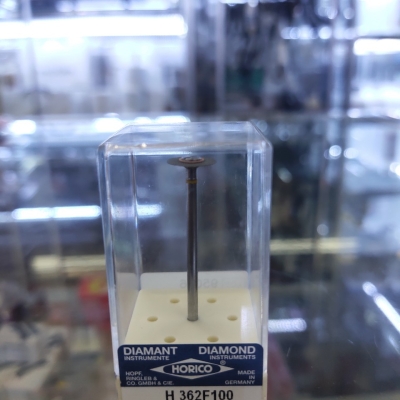 DIAMANT DIAMOND
INSTRUMENTE INSTRUMENTS
HORICO ®
HOPF, RINGLEB & CO. GMBH & CIE.
MADE IN GERMANY
H 362F100